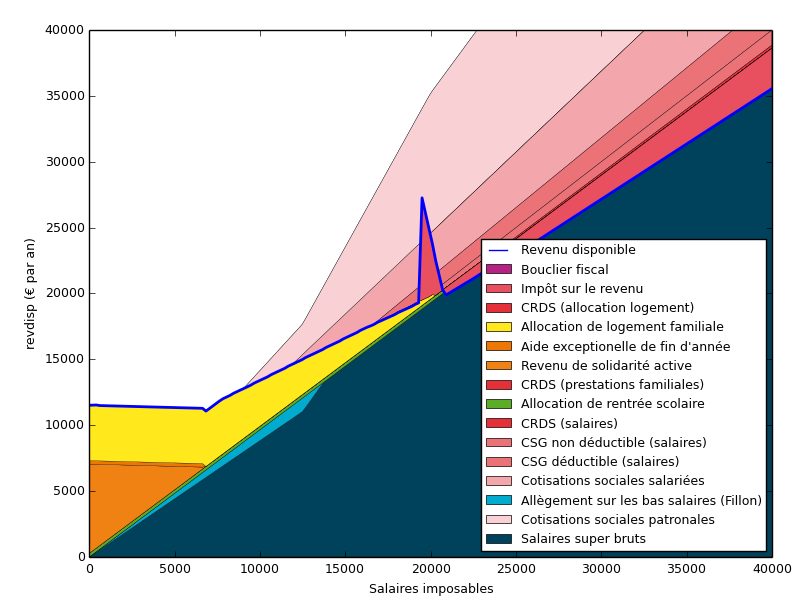 40000
35000
30000
25000
20000
15000
10000
5000
0
revdisp (€ par an)
0 5000 10000 15000 20000 25000 30000 35000 40000
Salaires imposables
Revenu disponible
Bouclier fiscal
Impôt sur le revenu
CRDS (allocation logement)
Allocation de logement familiale
Aide exceptionelle de fin d'année
Revenu de solidarité active
CRDS (prestations familiales)
Allocation de rentrée scolaire
CRDS (salaires)
CSG non déductible (salaires)
CSG déductible (salaires)
Cotisations sociales salariées
Allègement sur les bas salaires (Fillon)
Cotisations sociales patronales
Salaires super bruts